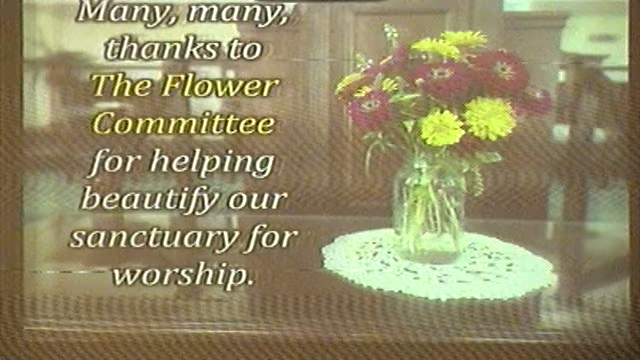 Many, many,
thanks to
The Flower
Committee
for helping
beautify our
sanctuary for
worship.